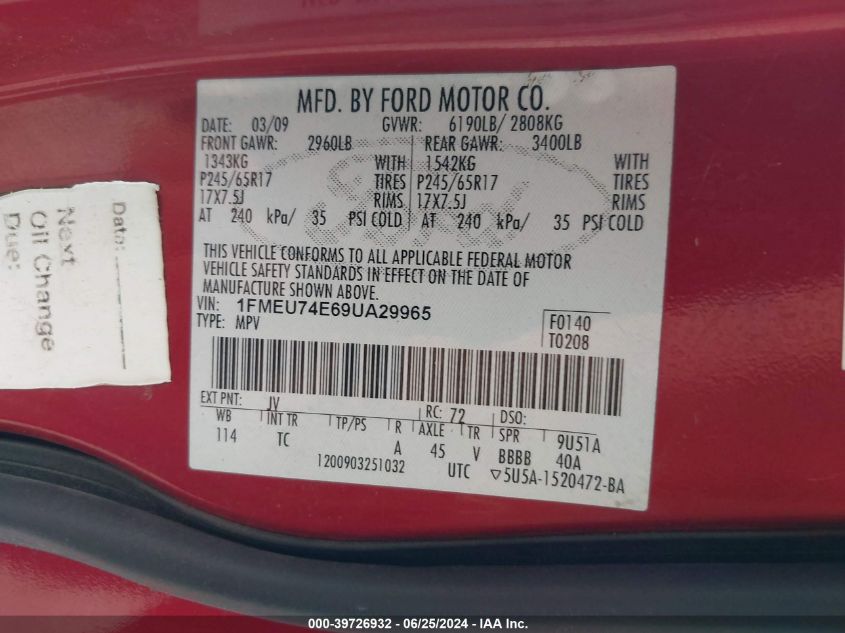 MFD. BY FORD MOTOR CO.
DATE: 03/09 GVWR: 6190LB/ 2808KG
FRONT GAWR: 2960LB REAR GAWR: 3400LB
1343KG WITH 1542KG WITH
P245/65R17 TIRES P245/65R17 TIRES
17X7.5J RIMS 17X7.5J RIMS
AT 240 kPa/ 35 PSI COLD AT 240 kPa/ 35 PSI COLD
THIS VEHICLE CONFORMS TO ALL APPLICABLE FEDERAL MOTOR
VEHICLE SAFETY STANDARDS IN EFFECT ON THE DATE OF
MANUFACTURE SHOWN ABOVE.
VIN: 1FMEU74E69UA29965
TYPE: MPV
F0140
T0208
EXT PNT: JV RC: 72 DSO:
WB INT TR TP/PS R AXLE TR SPR 9U51A
114 TC A 45 V BBBB 40A
1200903251032 UTC ▽5U5A-1520472-BA
Next
Oil Change
Due:
Date:
000-39726932 - 06/25/2024 - IAA Inc.